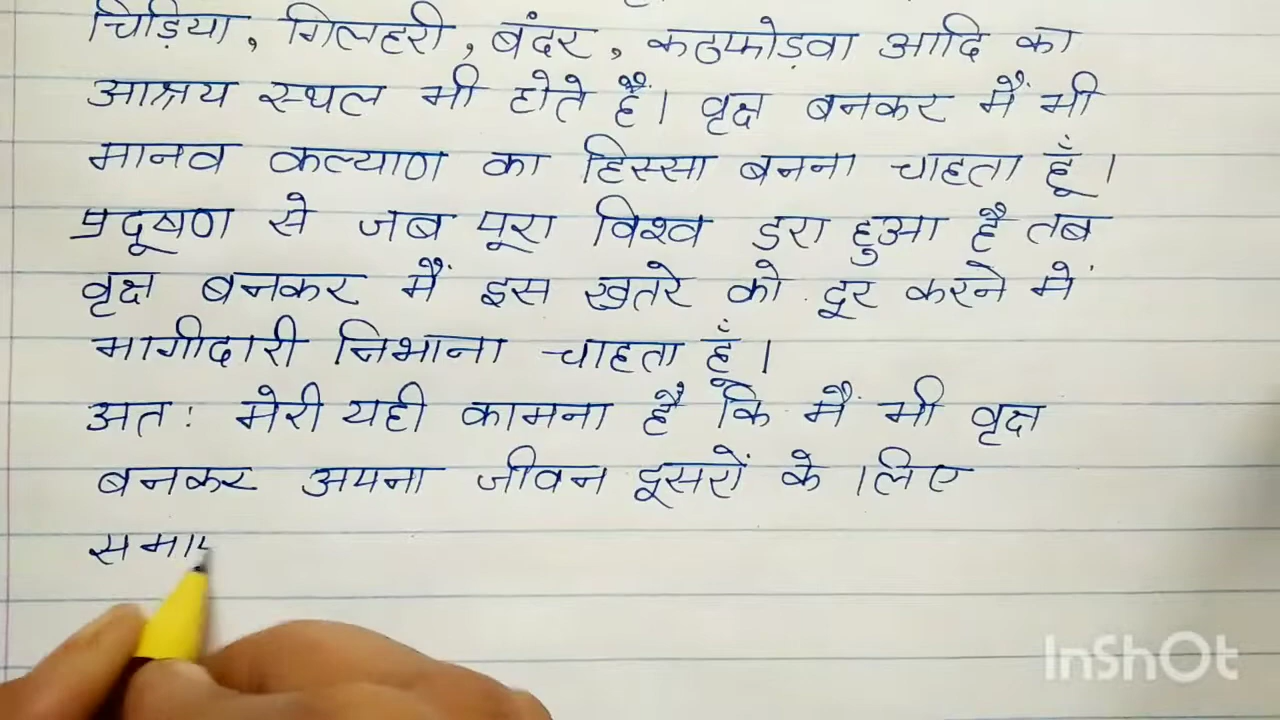 चिड़िया, गिलहरी, बंदर, कठफोड़वा आदि का
आश्रय स्थल भी होते हैं। वृक्ष बनकर मैं भी
मानव कल्याण का हिस्सा बनना चाहता हूँ।
प्रदूषण से जब पूरा विश्व डरा हुआ है तब
वृक्ष बनकर मैं इस खतरे को दूर करने में
भागीदारी निभाना चाहता हूँ।
अतः मेरी यही कामना है कि मैं भी वृक्ष
बनकर अपना जीवन दूसरों के लिए
InShOt